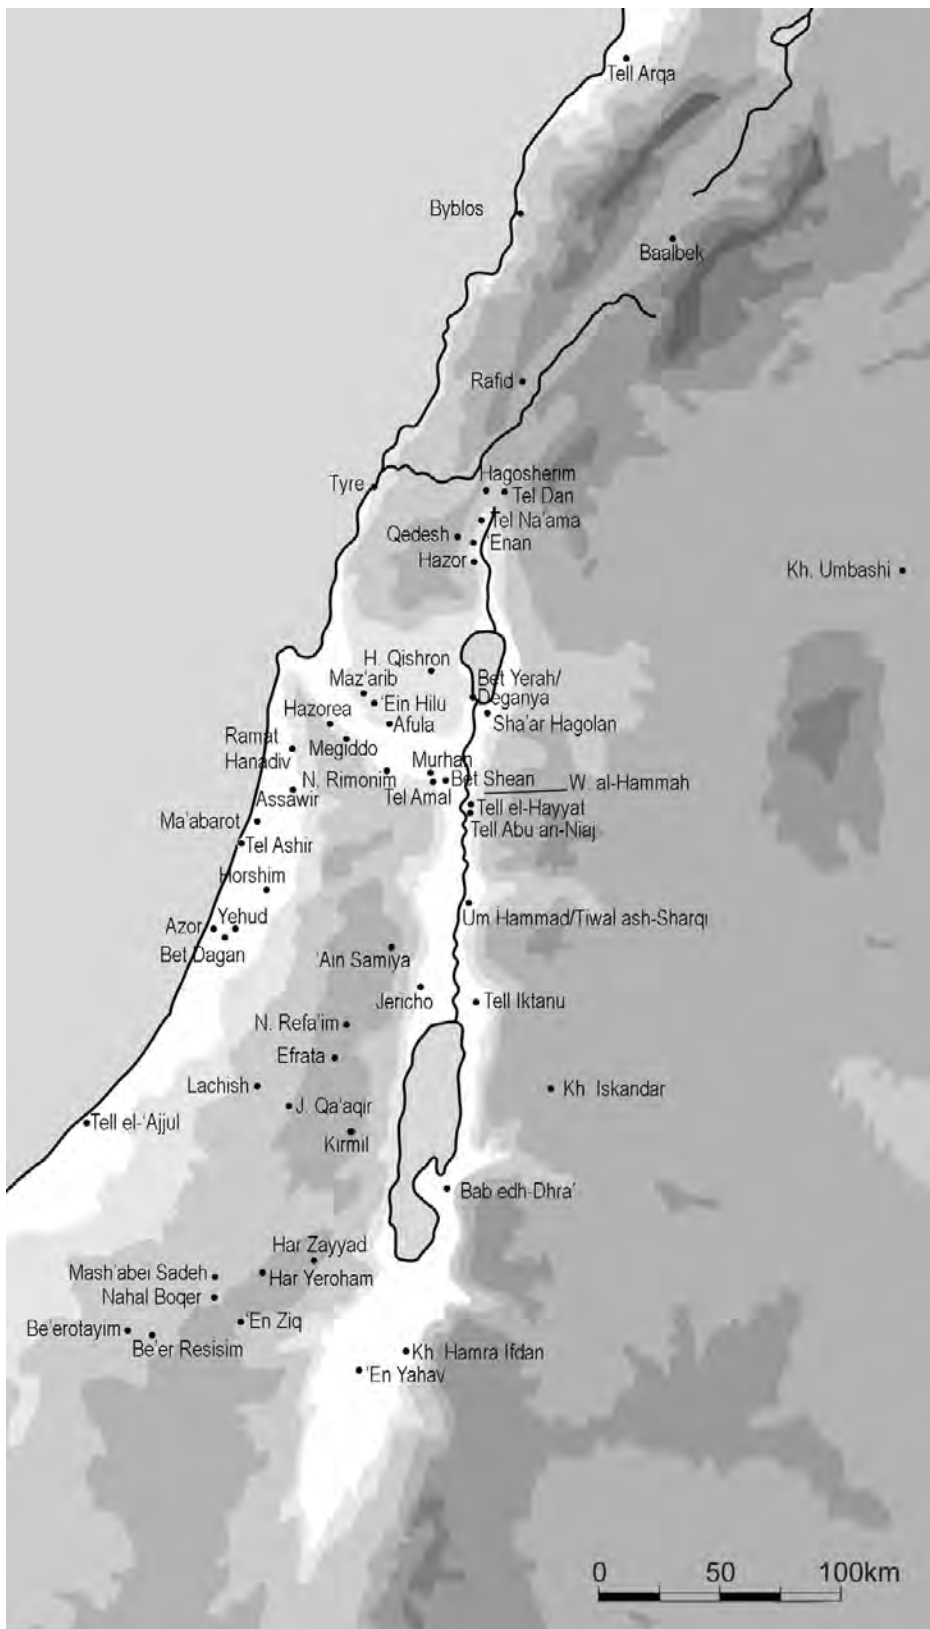 Tell Arqa
Byblos
Baalbek
Rafid
Hagosherim
Tyre
Tel Dan
Tel Na'ama
Qedesh
'Enan
Hazor
Kh. Umbashi
H. Qishron
Maz'arib
Bet Yerah/
Deganya
'Ein Hilu
Hazorea
Afula
Sha'ar Hagolan
Ramat
Hanadiv
Megiddo
Murhan
N. Rimonim
Bet Shean
W. al-Hammah
Tel Amal
Assawir
Tell el-Hayyat
Ma'abarot
Tell Abu an-Niaj
Tel Ashir
Horshim
Yehud
Um Hammad/Tiwal ash-Sharqi
Azor
Bet Dagan
'Ain Samiya
Jericho
Tell Iktanu
N. Refa'im
Efrata
Lachish
Kh Iskandar
J. Qa'aqir
Tell el-'Ajjul
Kirmil
Bab edh-Dhra'
Har Zayyad
Mash'abei Sadeh
Har Yeroham
Nahal Boqer
'En Ziq
Be'erotayim
Be'er Resisim
Kh Hamra Ifdan
'En Yahav
0 50 100km